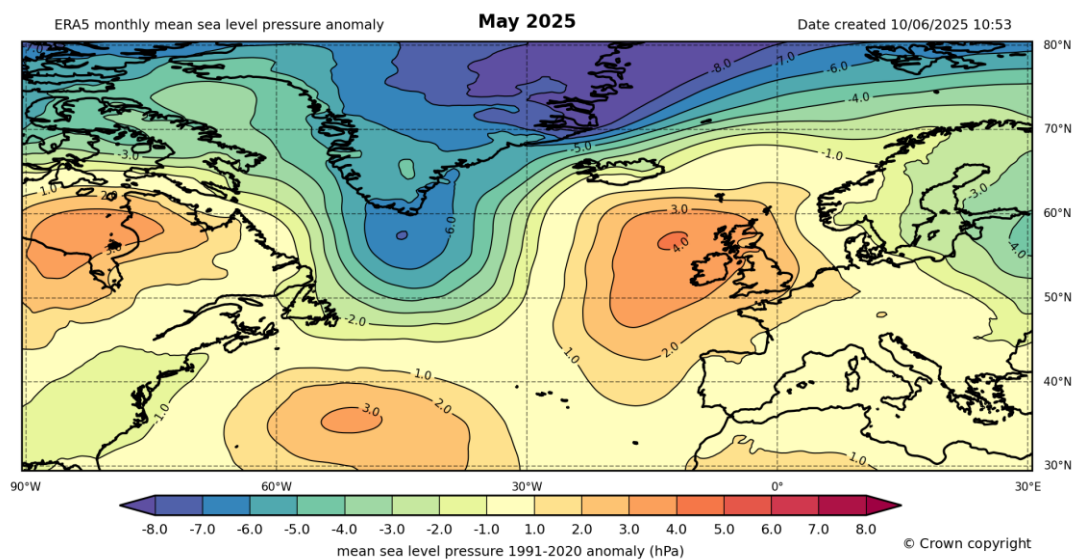 ERA5 monthly mean sea level pressure anomaly
May 2025
Date created 10/06/2025 10:53
80°N
70°N
60°N
50°N
40°N
30°N
-8.0
-7.0
-6.0
-4.0
-5.0
-3.0
-1.0
1.0
2.0
3.0
-3.0
6.0
4.0
-4.0
-2.0
1.0
2.0
1.0
2.0
3.0
1.0
1.0
90°W
60°W
30°W
0°
30°E
-8.0 -7.0 -6.0 -5.0 -4.0 -3.0 -2.0 -1.0 1.0 2.0 3.0 4.0 5.0 6.0 7.0 8.0
mean sea level pressure 1991-2020 anomaly (hPa)
© Crown copyright